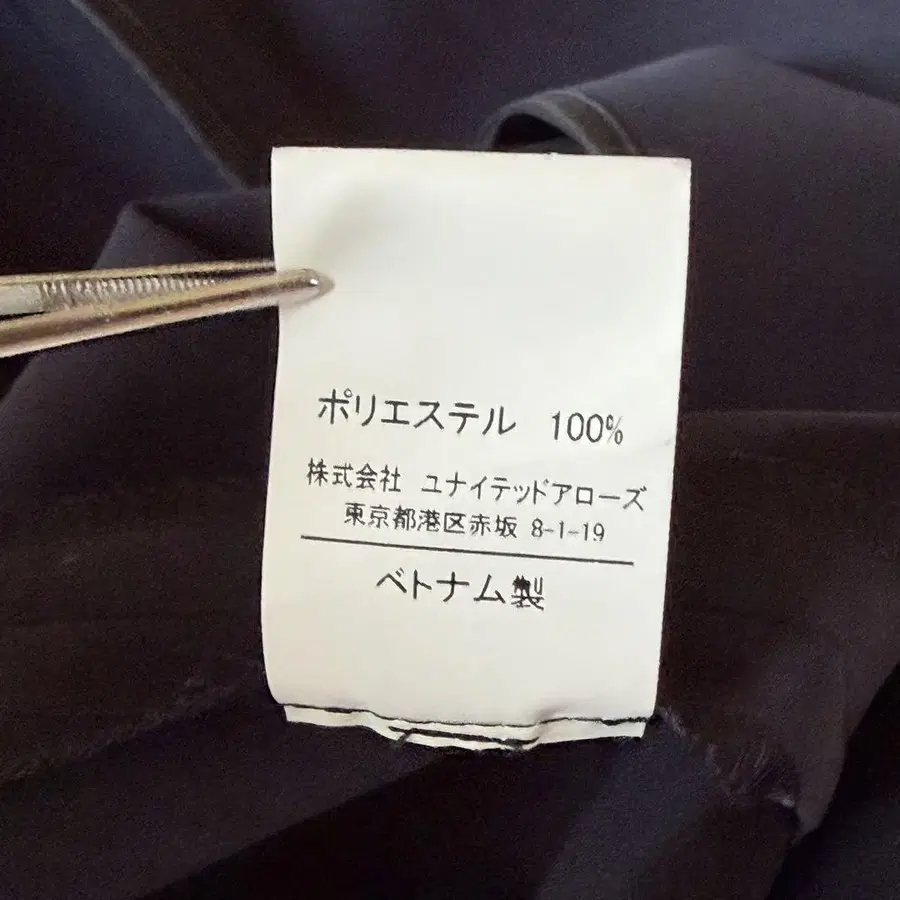 ポリエステル 100%
株式会社 ユナイテッドアローズ
東京都港区赤坂 8-1-19
ベトナム製